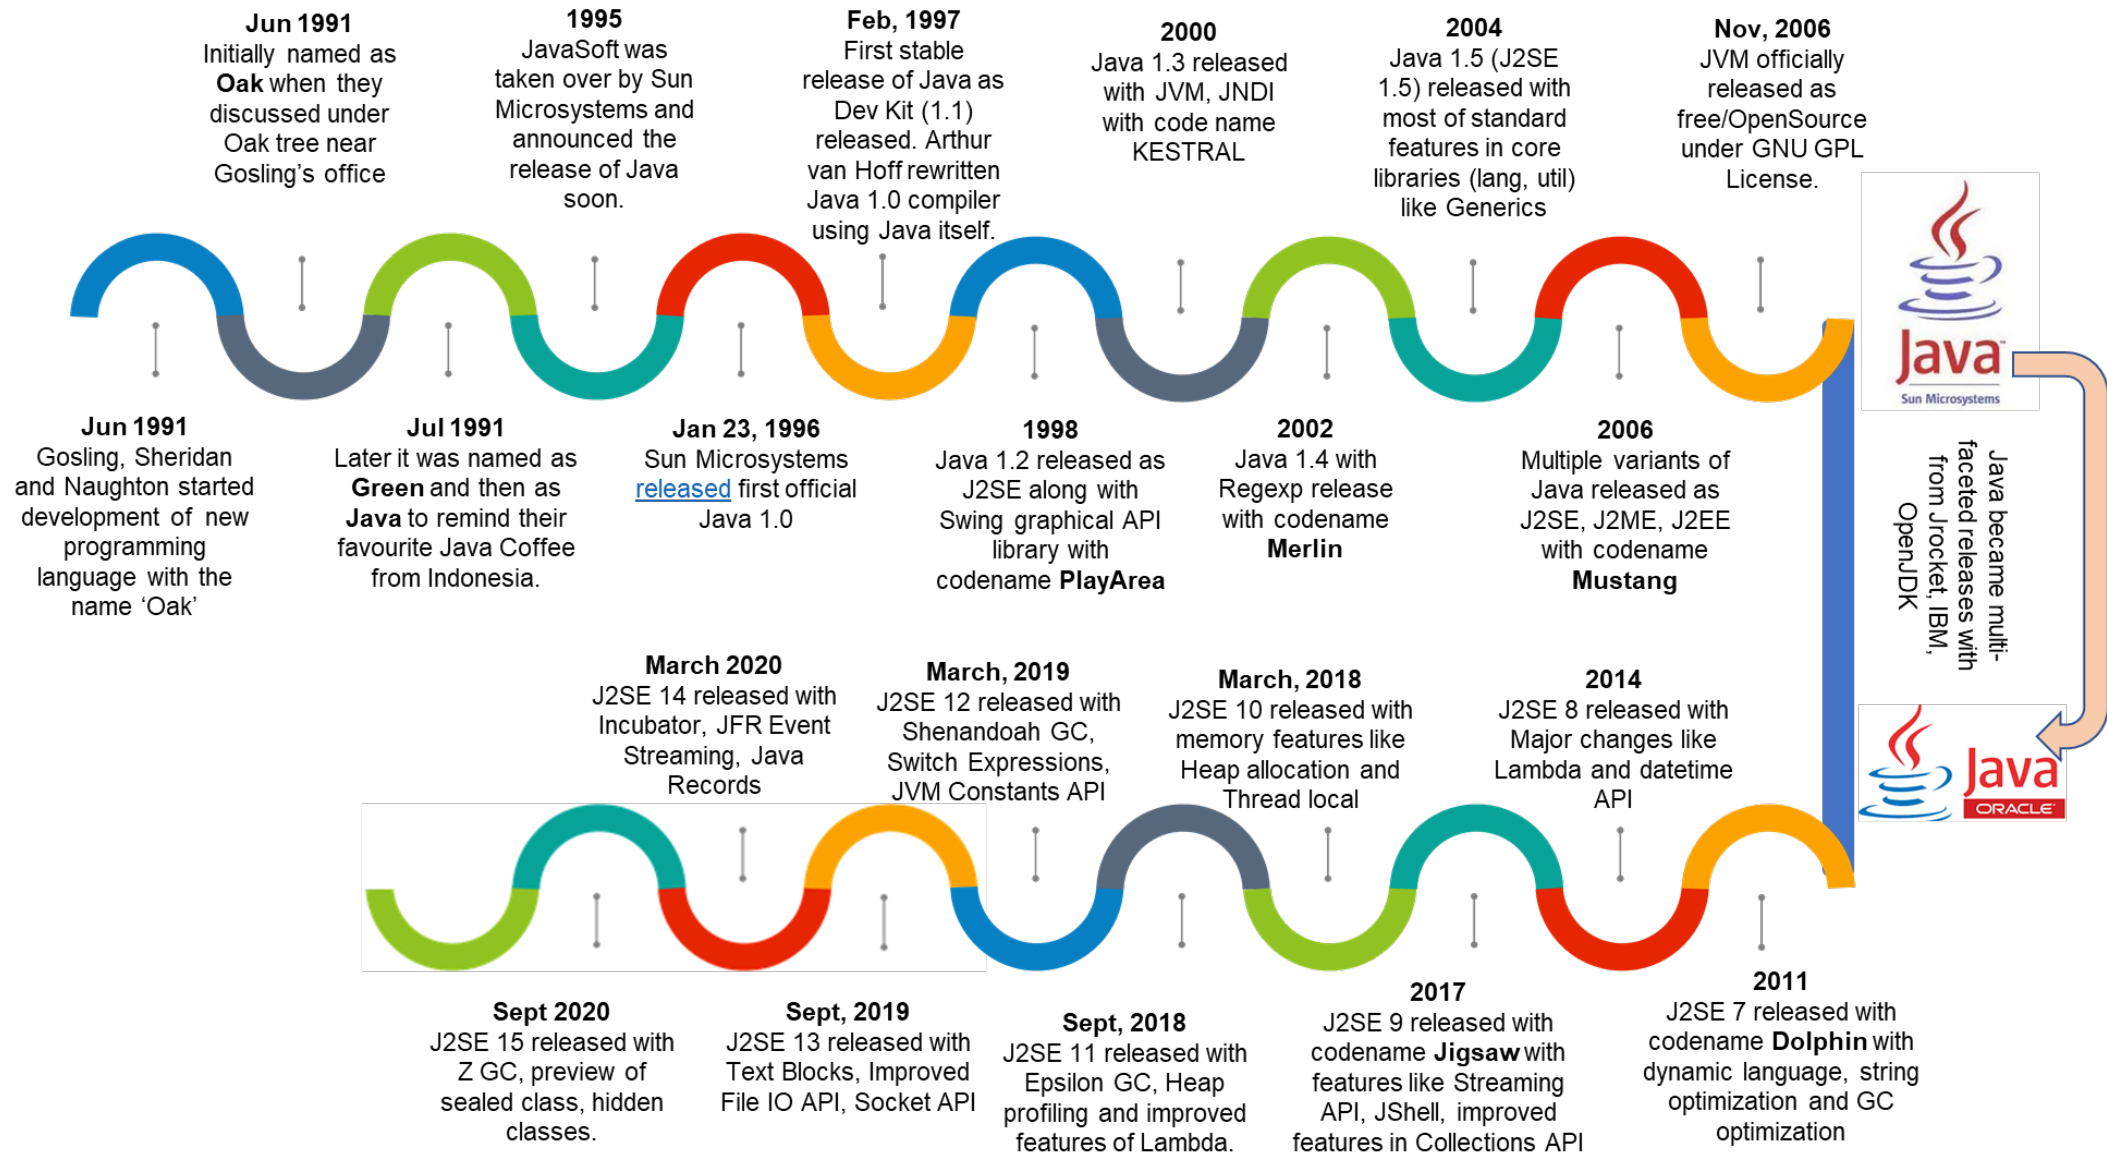 Jun 1991
Initially named as
Oak when they
discussed under
Oak tree near
Gosling's office
1995
JavaSoft was
taken over by Sun
Microsystems and
announced the
release of Java
soon.
Feb, 1997
First stable
release of Java as
Dev Kit (1.1)
released. Arthur
van Hoff rewritten
Java 1.0 compiler
using Java itself.
2000
Java 1.3 released
with JVM, JNDI
with code name
KESTRAL
2004
Java 1.5 (J2SE
1.5) released with
most of standard
features in core
libraries (lang, util)
like Generics
Nov, 2006
JVM officially
released as
free/OpenSource
under GNU GPL
License.
Java™
Sun Microsystems
Jun 1991
Gosling, Sheridan
and Naughton started
development of new
programming
language with the
name ‘Oak’
Jul 1991
Later it was named as
Green and then as
Java to remind their
favourite Java Coffee
from Indonesia.
Jan 23, 1996
Sun Microsystems
released first official
Java 1.0
1998
Java 1.2 released as
J2SE along with
Swing graphical API
library with
codename PlayArea
2002
Java 1.4 with
Regexp release
with codename
Merlin
2006
Multiple variants of
Java released as
J2SE, J2ME, J2EE
with codename
Mustang
Java became multi-
faceted releases with
from Jrocket, IBM,
OpenJDK
Java
ORACLE
March 2020
J2SE 14 released with
Incubator, JFR Event
Streaming, Java
Records
March, 2019
J2SE 12 released with
Shenandoah GC,
Switch Expressions,
JVM Constants API
March, 2018
J2SE 10 released with
memory features like
Heap allocation and
Thread local
2014
J2SE 8 released with
Major changes like
Lambda and datetime
API
Sept 2020
J2SE 15 released with
Z GC, preview of
sealed class, hidden
classes.
Sept, 2019
J2SE 13 released with
Text Blocks, Improved
File IO API, Socket API
Sept, 2018
J2SE 11 released with
Epsilon GC, Heap
profiling and improved
features of Lambda.
2017
J2SE 9 released with
codename Jigsaw with
features like Streaming
API, JShell, improved
features in Collections API
2011
J2SE 7 released with
codename Dolphin with
dynamic language, string
optimization and GC
optimization